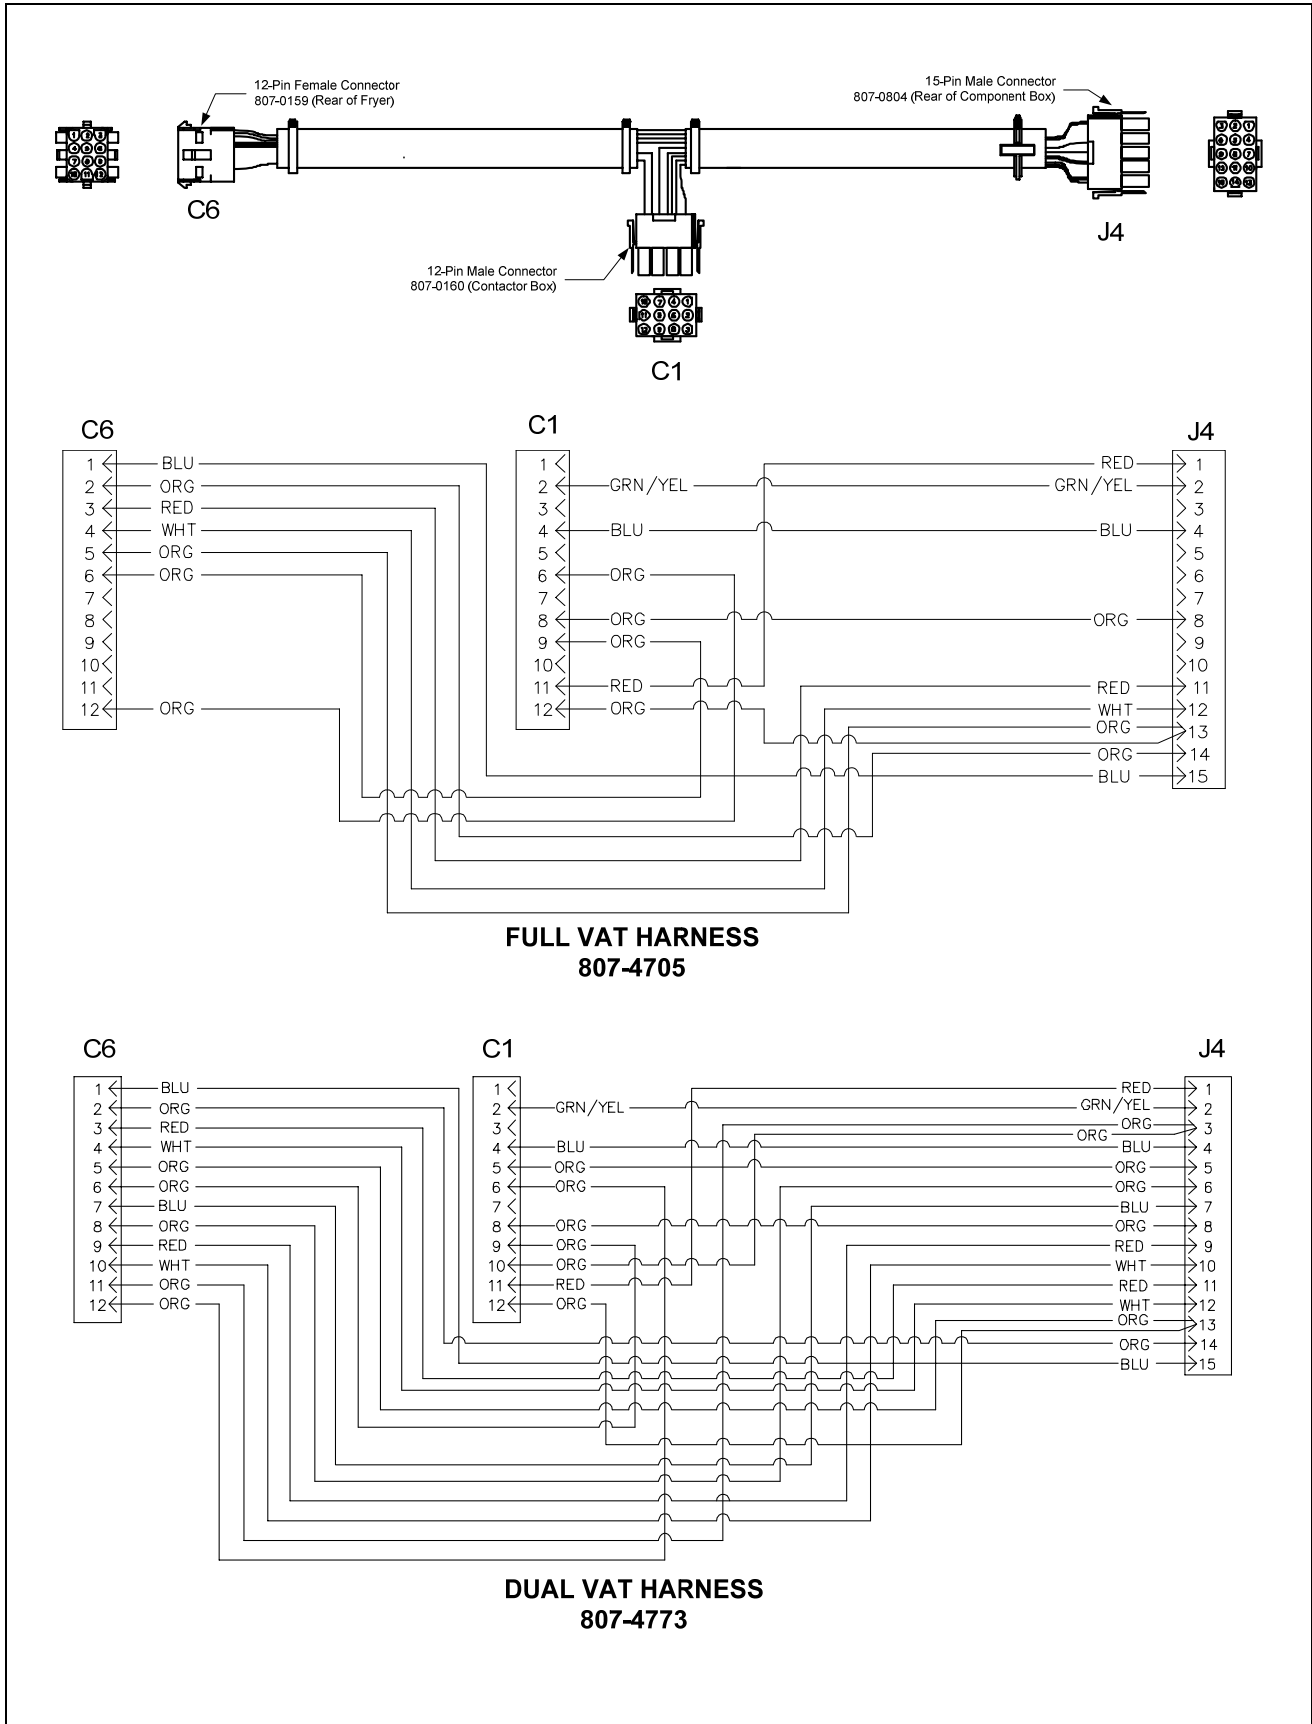 12-Pin Female Connector
807-0159 (Rear of Fryer)
15-Pin Male Connector
807-0804 (Rear of Component Box)
C6
J4
12-Pin Male Connector
807-0160 (Contactor Box)
C1
C6
C1
J4
1 BLU
2 ORG
3 RED
4 WHT
5 ORG
6 ORG
7
8
9
10
11
12 ORG
1
2 GRN/YEL
3
4 BLU
5
6 ORG
7
8 ORG
9 ORG
10
11 RED
12 ORG
RED 1
GRN/YEL 2
3
BLU 4
5
6
7
ORG 8
9
10
RED 11
WHT 12
ORG 13
ORG 14
BLU 15
FULL VAT HARNESS
807-4705
C6
C1
J4
1 BLU
2 ORG
3 RED
4 WHT
5 ORG
6 ORG
7 BLU
8 ORG
9 RED
10 WHT
11 ORG
12 ORG
1
2 GRN/YEL
3
4 BLU
5 ORG
6 ORG
7
8 ORG
9 ORG
10 ORG
11 RED
12 ORG
RED 1
GRN/YEL 2
ORG
ORG 3
BLU 4
ORG 5
ORG 6
BLU 7
ORG 8
RED 9
WHT 10
RED 11
WHT 12
ORG 13
ORG 14
BLU 15
DUAL VAT HARNESS
807-4773